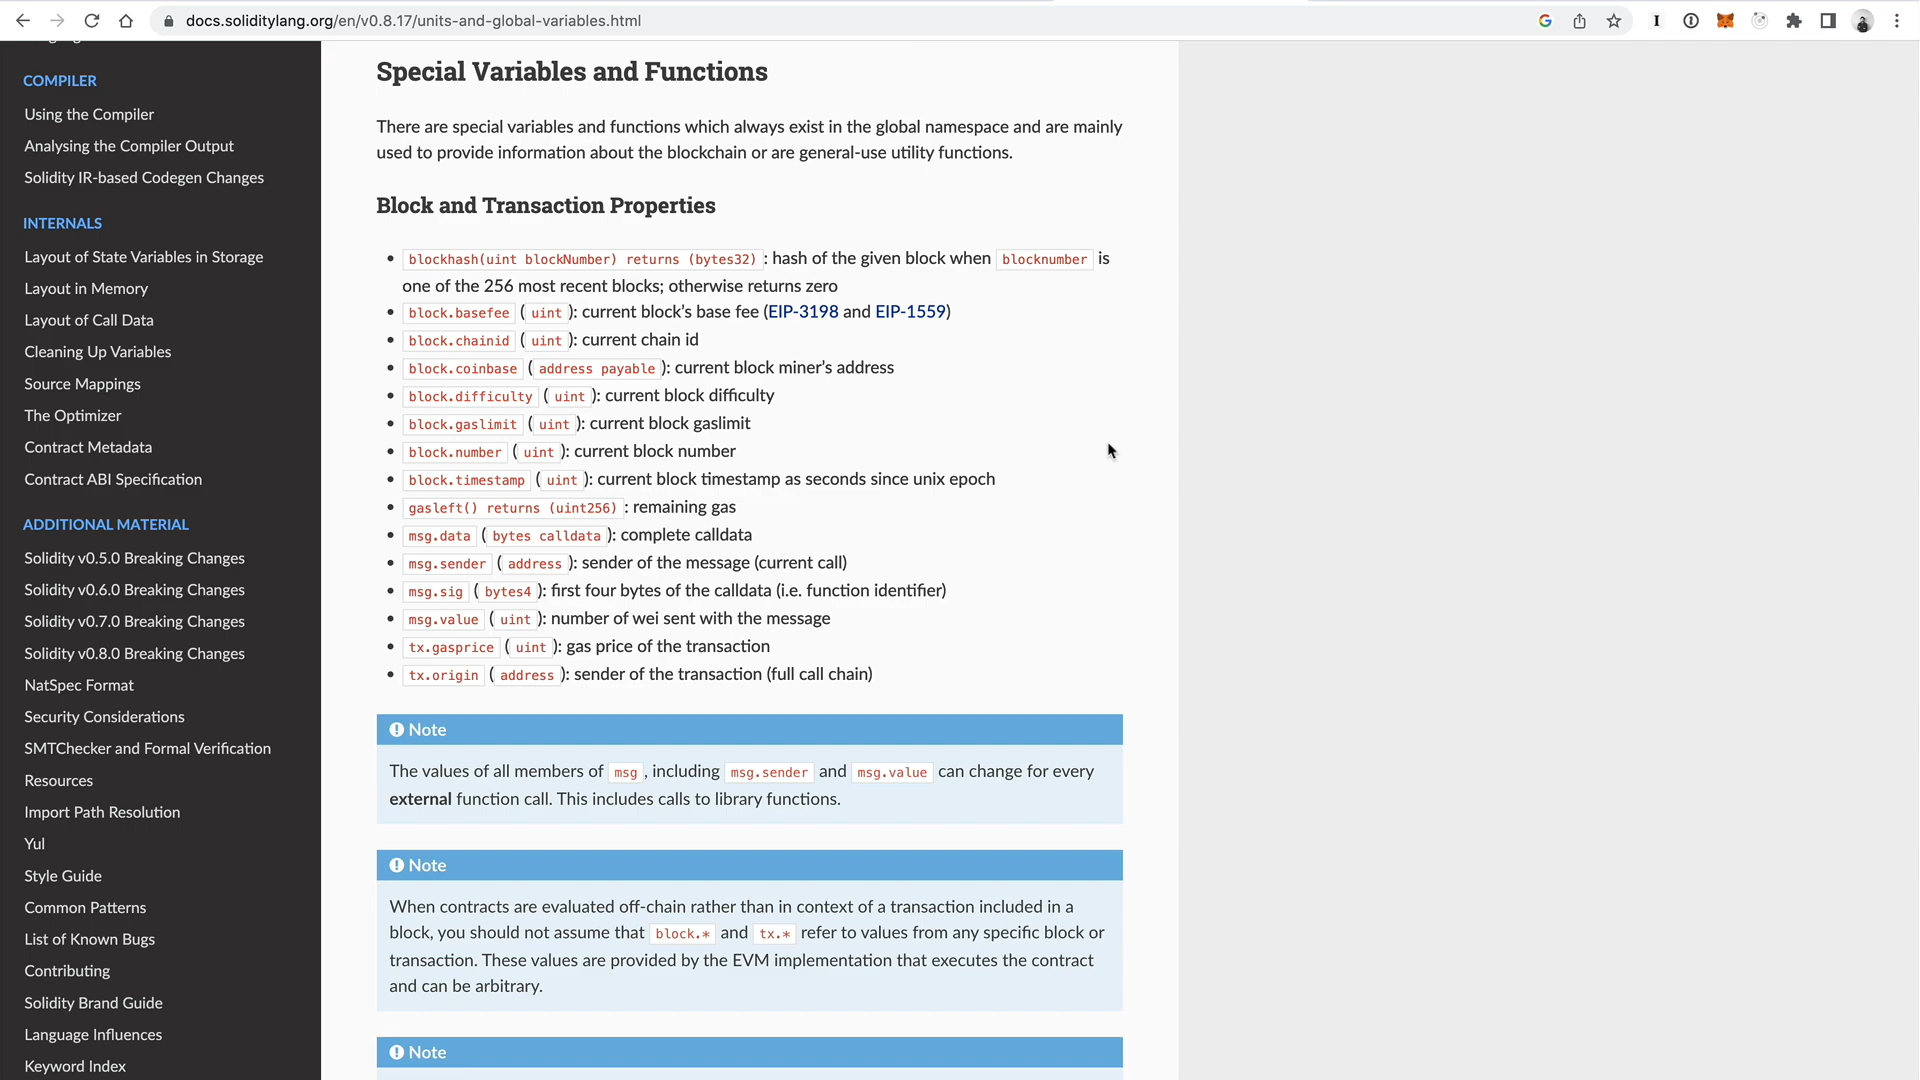 docs.soliditylang.org/en/v0.8.17/units-and-global-variables.html
COMPILER
Using the Compiler
Analysing the Compiler Output
Solidity IR-based Codegen Changes
INTERNALS
Layout of State Variables in Storage
Layout in Memory
Layout of Call Data
Cleaning Up Variables
Source Mappings
The Optimizer
Contract Metadata
Contract ABI Specification
ADDITIONAL MATERIAL
Solidity v0.5.0 Breaking Changes
Solidity v0.6.0 Breaking Changes
Solidity v0.7.0 Breaking Changes
Solidity v0.8.0 Breaking Changes
NatSpec Format
Security Considerations
SMTChecker and Formal Verification
Resources
Import Path Resolution
Yul
Style Guide
Common Patterns
List of Known Bugs
Contributing
Solidity Brand Guide
Language Influences
Keyword Index
Special Variables and Functions
There are special variables and functions which always exist in the global namespace and are mainly
used to provide information about the blockchain or are general-use utility functions.
Block and Transaction Properties
• blockhash(uint blockNumber) returns (bytes32) : hash of the given block when blocknumber is
one of the 256 most recent blocks; otherwise returns zero
• block.basefee ( uint ): current block’s base fee (EIP-3198 and EIP-1559)
• block.chainid ( uint ): current chain id
• block.coinbase ( address payable ): current block miner’s address
• block.difficulty ( uint ): current block difficulty
• block.gaslimit ( uint ): current block gaslimit
• block.number ( uint ): current block number
• block.timestamp ( uint ): current block timestamp as seconds since unix epoch
• gasleft() returns (uint256) : remaining gas
• msg.data ( bytes calldata ): complete calldata
• msg.sender ( address ): sender of the message (current call)
• msg.sig ( bytes4 ): first four bytes of the calldata (i.e. function identifier)
• msg.value ( uint ): number of wei sent with the message
• tx.gasprice ( uint ): gas price of the transaction
• tx.origin ( address ): sender of the transaction (full call chain)
Note
The values of all members of msg , including msg.sender and msg.value can change for every
external function call. This includes calls to library functions.
Note
When contracts are evaluated off-chain rather than in context of a transaction included in a
block, you should not assume that block.* and tx.* refer to values from any specific block or
transaction. These values are provided by the EVM implementation that executes the contract
and can be arbitrary.
Note